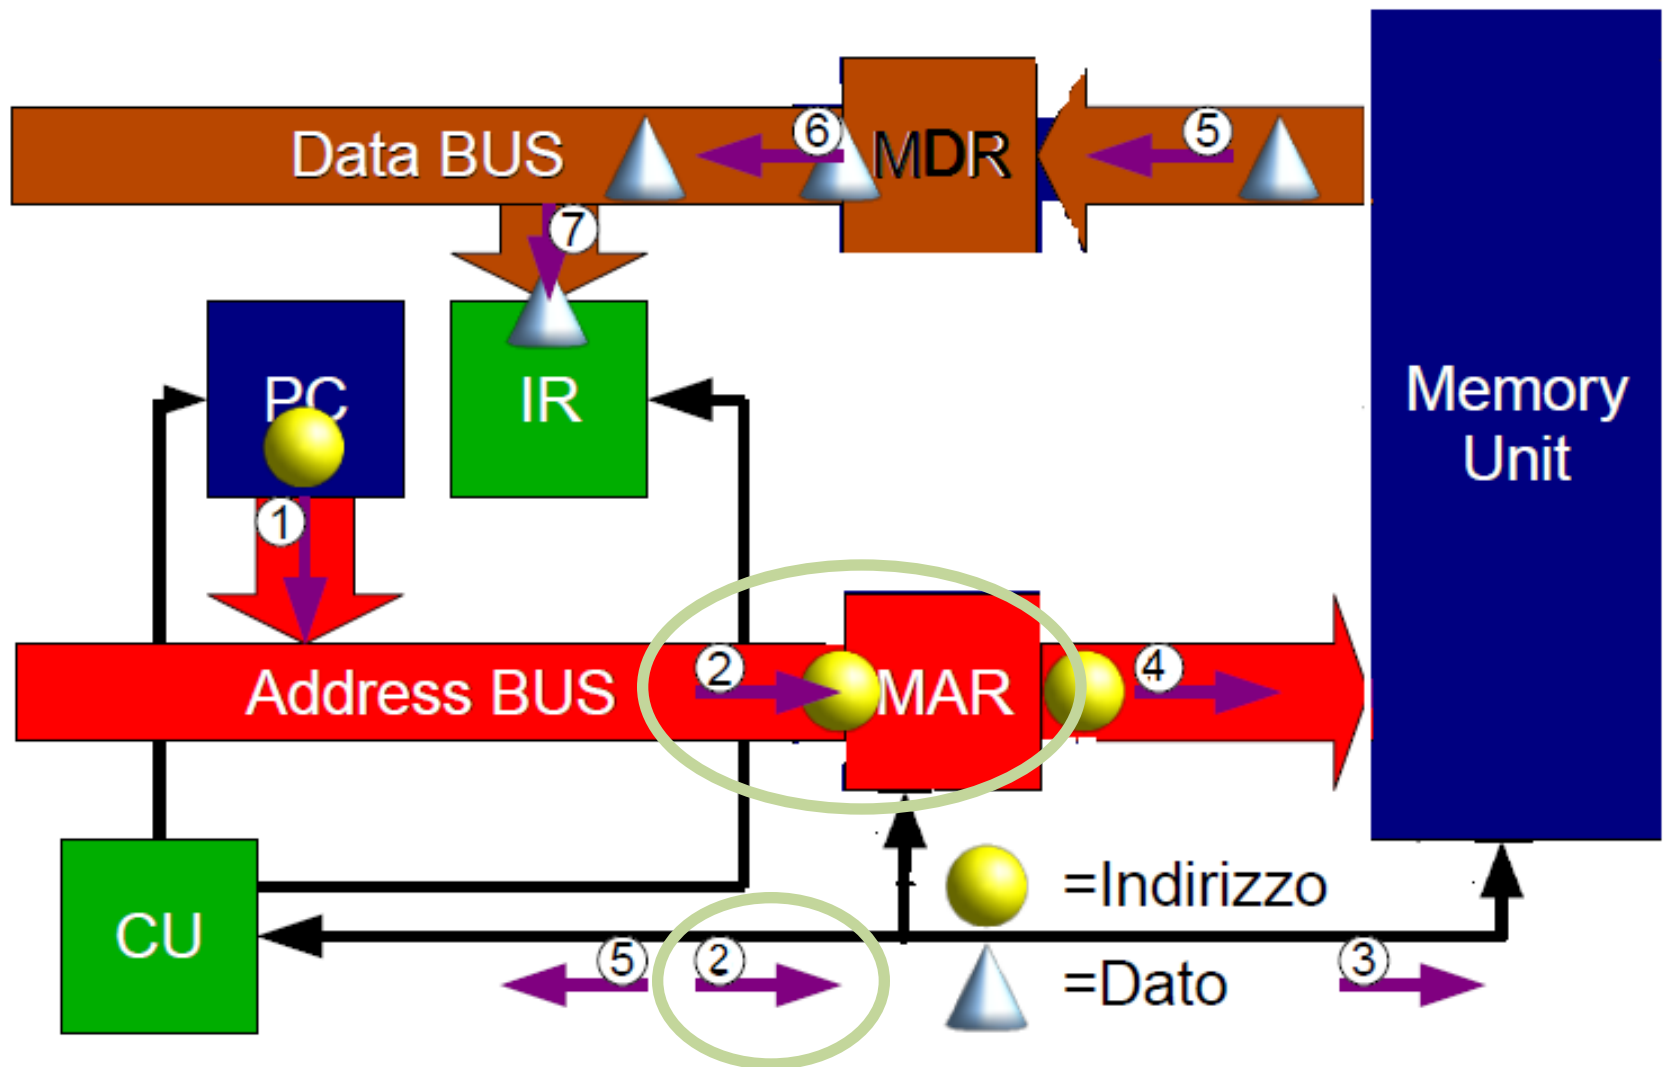 Data BUS
6
MDR
5
7
PC
IR
Memory
Unit
1
Address BUS
2
MAR
4
CU
=Indirizzo
5
2
=Dato
3